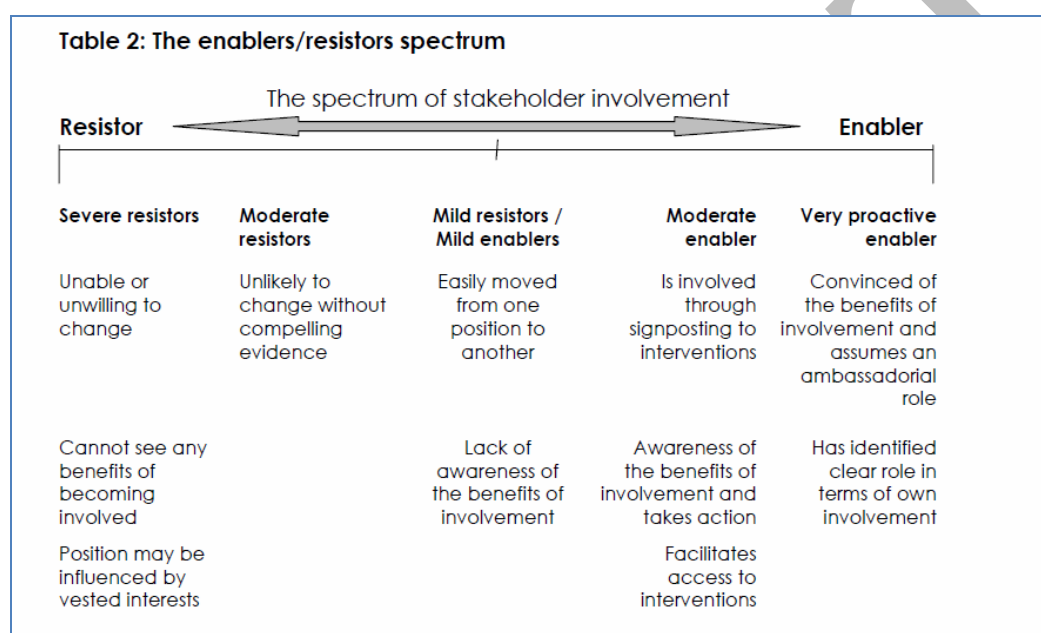 Table 2: The enablers/resistors spectrum
The spectrum of stakeholder involvement
Resistor
Enabler
Severe resistors
Moderate
resistors
Mild resistors /
Mild enablers
Moderate
enabler
Very proactive
enabler
Unable or
unwilling to
change
Unlikely to
change without
compelling
evidence
Easily moved
from one
position to
another
Is involved
through
signposting to
interventions
Convinced of
the benefits of
involvement and
assumes an
ambassadorial
role
Cannot see any
benefits of
becoming
involved
Lack of
awareness of
the benefits of
involvement
Awareness of
the benefits of
involvement and
takes action
Has identified
clear role in
terms of own
involvement
Position may be
influenced by
vested interests
Facilitates
access to
interventions